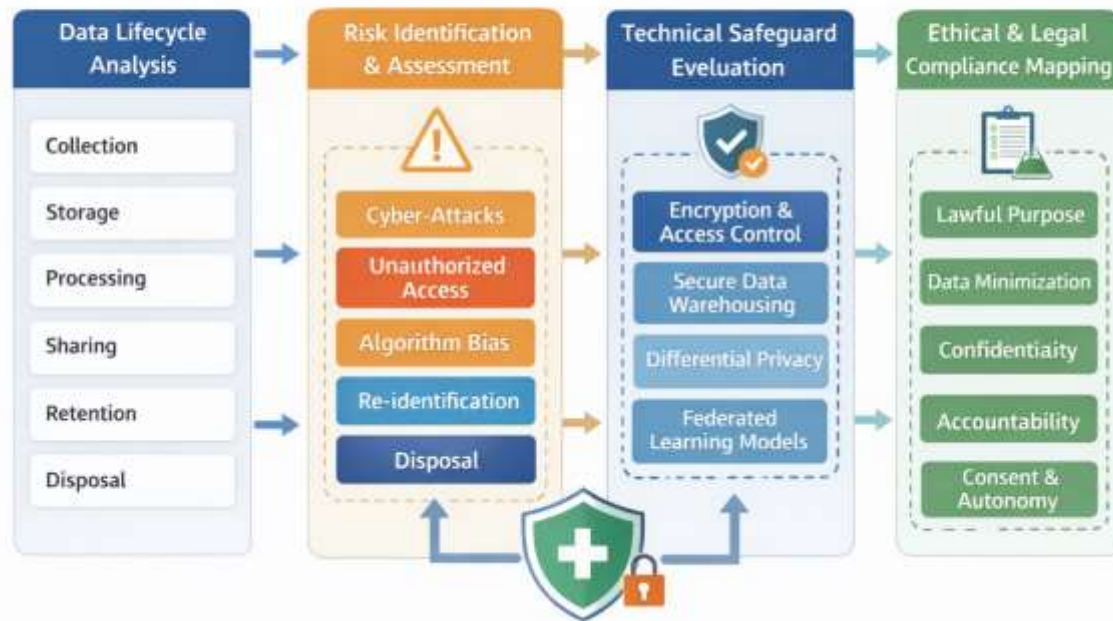 Data Lifecycle
Analysis
Collection
Storage
Processing
Sharing
Retention
Disposal
Risk Identification
& Assessment
Cyber-Attacks
Unauthorized
Access
Algorithm Bias
Re-identification
Disposal
Technical Safeguard
Eveluation
Encryption &
Access Control
Secure Data
Warehousing
Differential Privacy
Federated
Learning Models
Ethical & Legal
Compliance Mapping
Lawful Purpose
Data Minimization
Confidentiaity
Accountability
Consent &
Autonomy